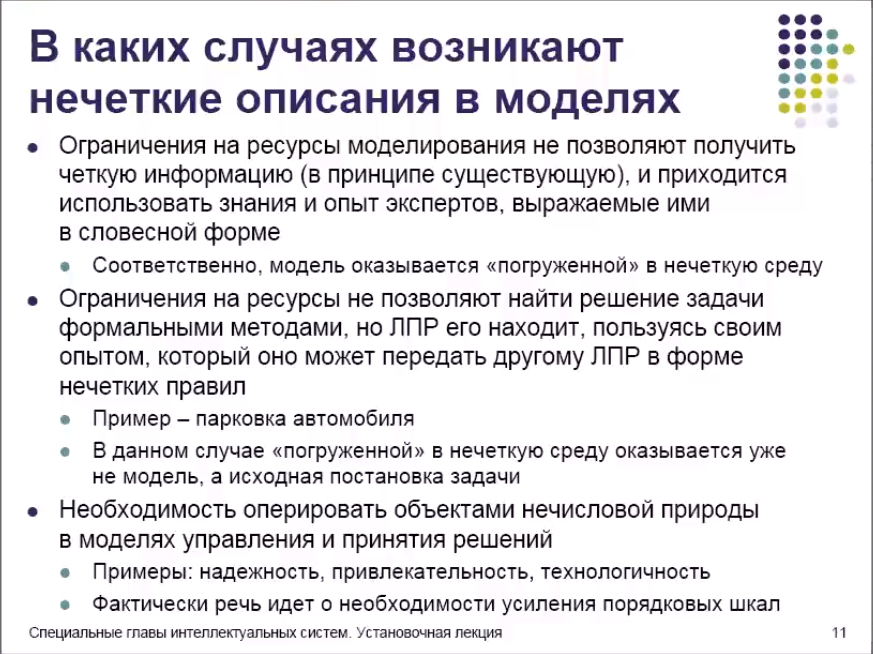 В каких случаях возникают
нечеткие описания в моделях
● Ограничения на ресурсы моделирования не позволяют получить
четкую информацию (в принципе существующую), и приходится
использовать знания и опыт экспертов, выражаемые ими
в словесной форме
● Соответственно, модель оказывается «погруженной» в нечеткую среду
● Ограничения на ресурсы не позволяют найти решение задачи
формальными методами, но ЛПР его находит, пользуясь своим
опытом, который оно может передать другому ЛПР в форме
нечетких правил
● Пример – парковка автомобиля
● В данном случае «погруженной» в нечеткую среду оказывается уже
не модель, а исходная постановка задачи
● Необходимость оперировать объектами нечисловой природы
в моделях управления и принятия решений
● Примеры: надежность, привлекательность, технологичность
● Фактически речь идет о необходимости усиления порядковых шкал
Специальные главы интеллектуальных систем. Установочная лекция 11